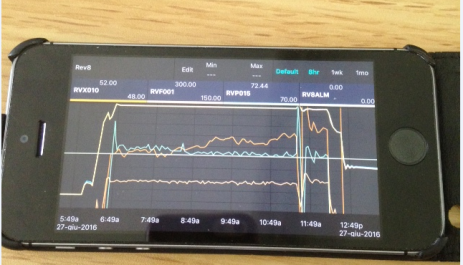 Rev8 Edit Min --- Max --- Default 8hr 1wk 1mo
52.00 300.00 72.44 0.00
RVX010 RVF001 RVP015 RV8ALM
48.00 150.00 70.00 0.00
5:49a 6:49a 7:49a 8:49a 9:49a 10:49a 11:49a 12:49p
27-giu-2016 27-giu-2016